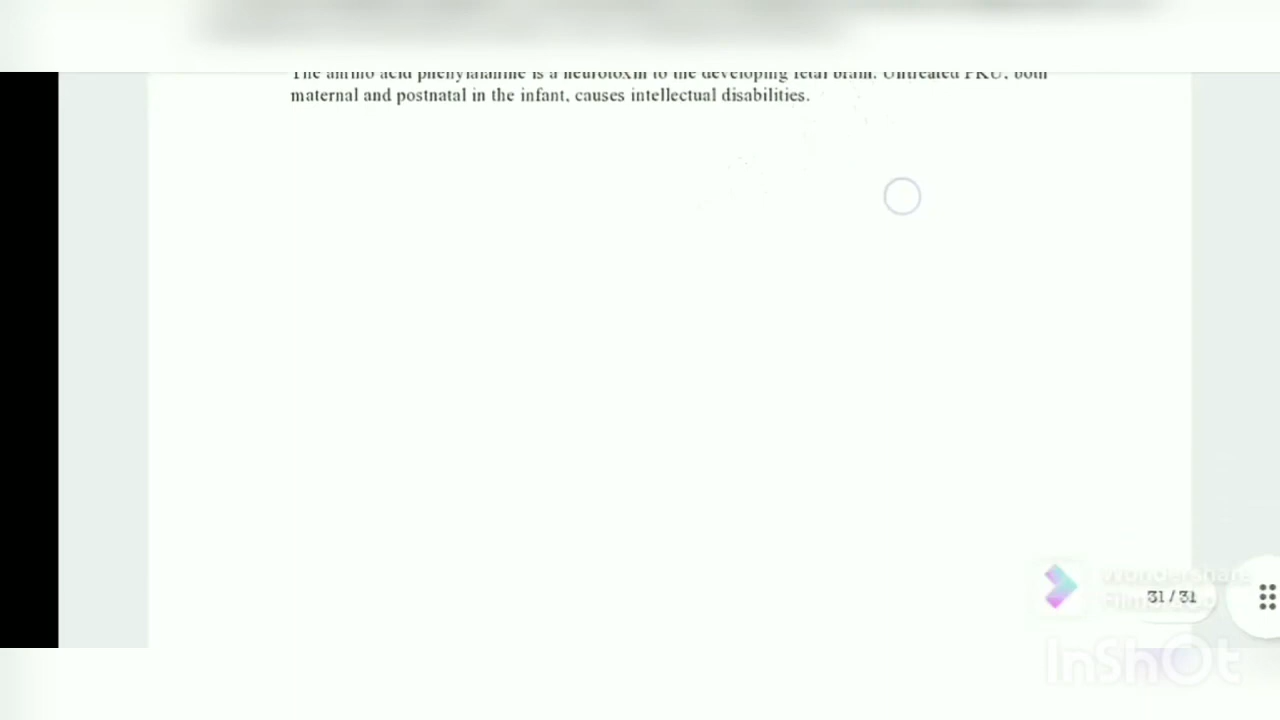 The amino acid phenylalanine is a neurotoxin to the developing fetal brain. Untreated PKU, both
maternal and postnatal in the infant, causes intellectual disabilities.
Wondershare
31 / 31
InShOt